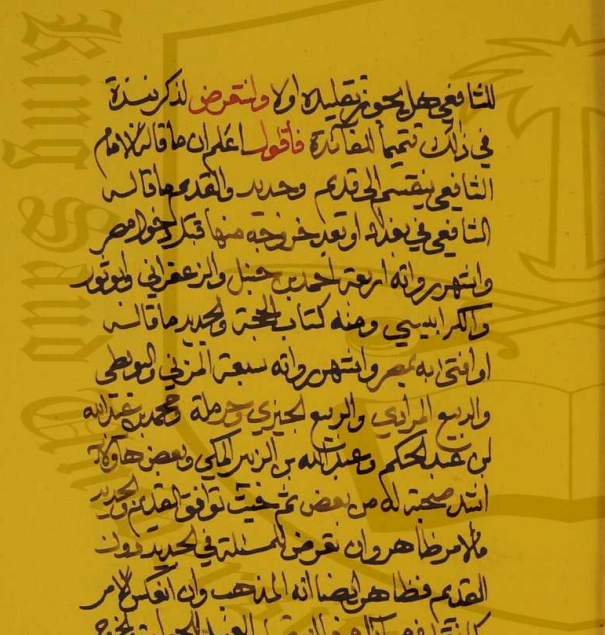 للشافعي هل يجوز تقليده اولا ولنتعرض لذكر نبذة
في ذلك تتميماً للفائدة فأقول اعلم ان ما قاله الامام
الشافعي ينقسم الى قديم وجديد والقديم ما قاله
الشافعي في بغداد او بعد خروجه منها قبل دخول مصر
واشهر رواته اربعة احمد بن حنبل والزعفراني وابو ثور
والكرابيسي ومنه كتاب الحجة والجديد ما قاله
او افتى به بمصر واشهر رواته سبعة المزني والبويطي
والربيع المرادي والربيع الجيزي وحرملة ومحمد بن عبد الله
بن عبد الحكم وعبد الله بن الزبير المكي وبعض هاؤلاء
اشد صحبة له من بعض ثم حيث توافق القديم والجديد
فالامر ظاهر وان تعرض للمسئلة في الجديد دون
القديم فظاهر ايضا انه المذهب وان انعكس الامر